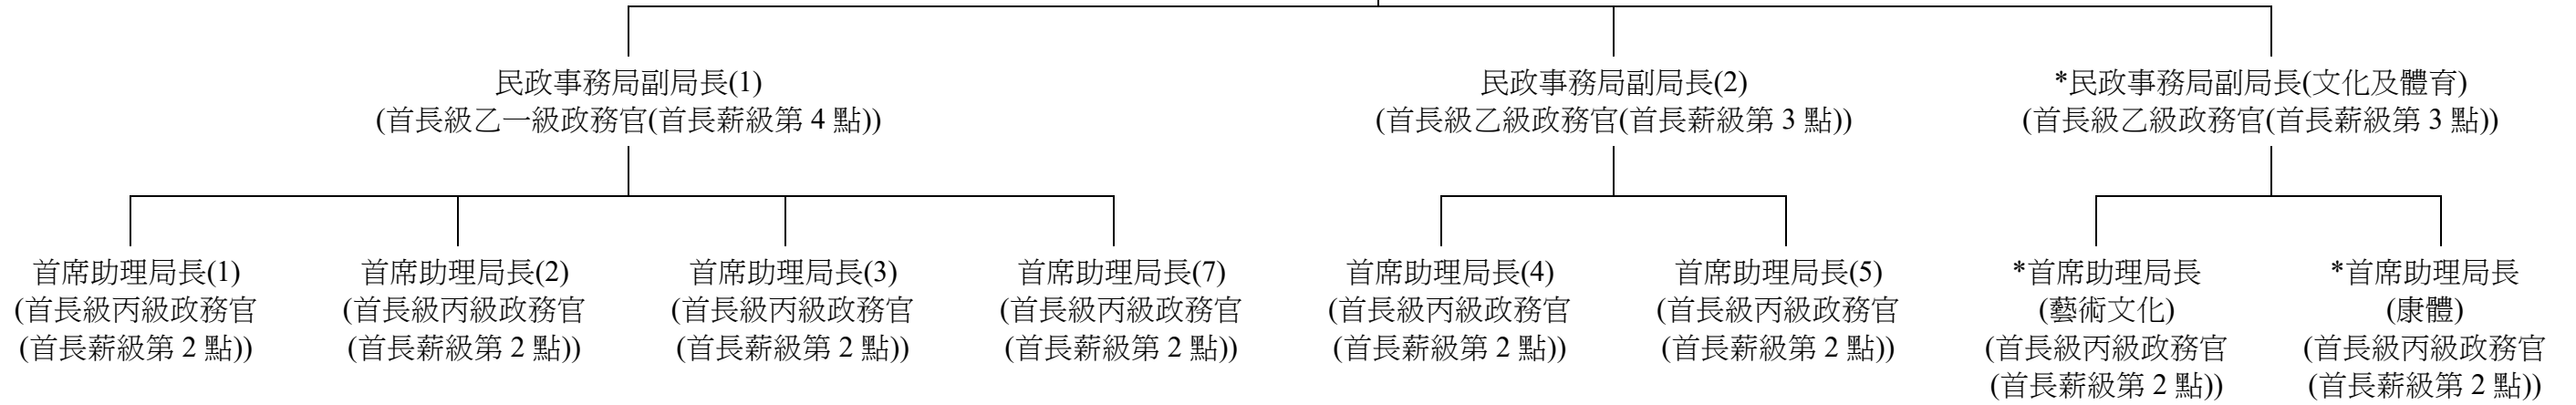 民政事務局副局長(1)
(首長級乙一級政務官(首長薪級第 4 點))
民政事務局副局長(2)
(首長級乙級政務官(首長薪級第 3 點))
*民政事務局副局長(文化及體育)
(首長級乙級政務官(首長薪級第 3 點))
首席助理局長(1)
(首長級丙級政務官
(首長薪級第 2 點))
首席助理局長(2)
(首長級丙級政務官
(首長薪級第 2 點))
首席助理局長(3)
(首長級丙級政務官
(首長薪級第 2 點))
首席助理局長(7)
(首長級丙級政務官
(首長薪級第 2 點))
首席助理局長(4)
(首長級丙級政務官
(首長薪級第 2 點))
首席助理局長(5)
(首長級丙級政務官
(首長薪級第 2 點))
*首席助理局長
(藝術文化)
(首長級丙級政務官
(首長薪級第 2 點))
*首席助理局長
(康體)
(首長級丙級政務官
(首長薪級第 2 點))